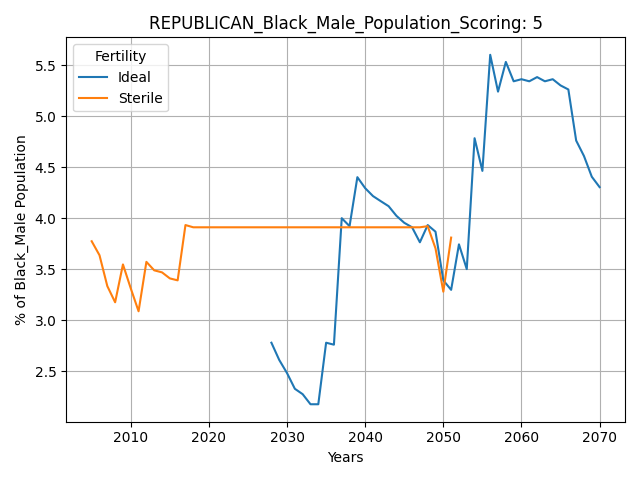 REPUBLICAN_Black_Male_Population_Scoring: 5
Fertility
Ideal
Sterile
% of Black_Male Population
5.5
5.0
4.5
4.0
3.5
3.0
2.5
2010 2020 2030 2040 2050 2060 2070
Years